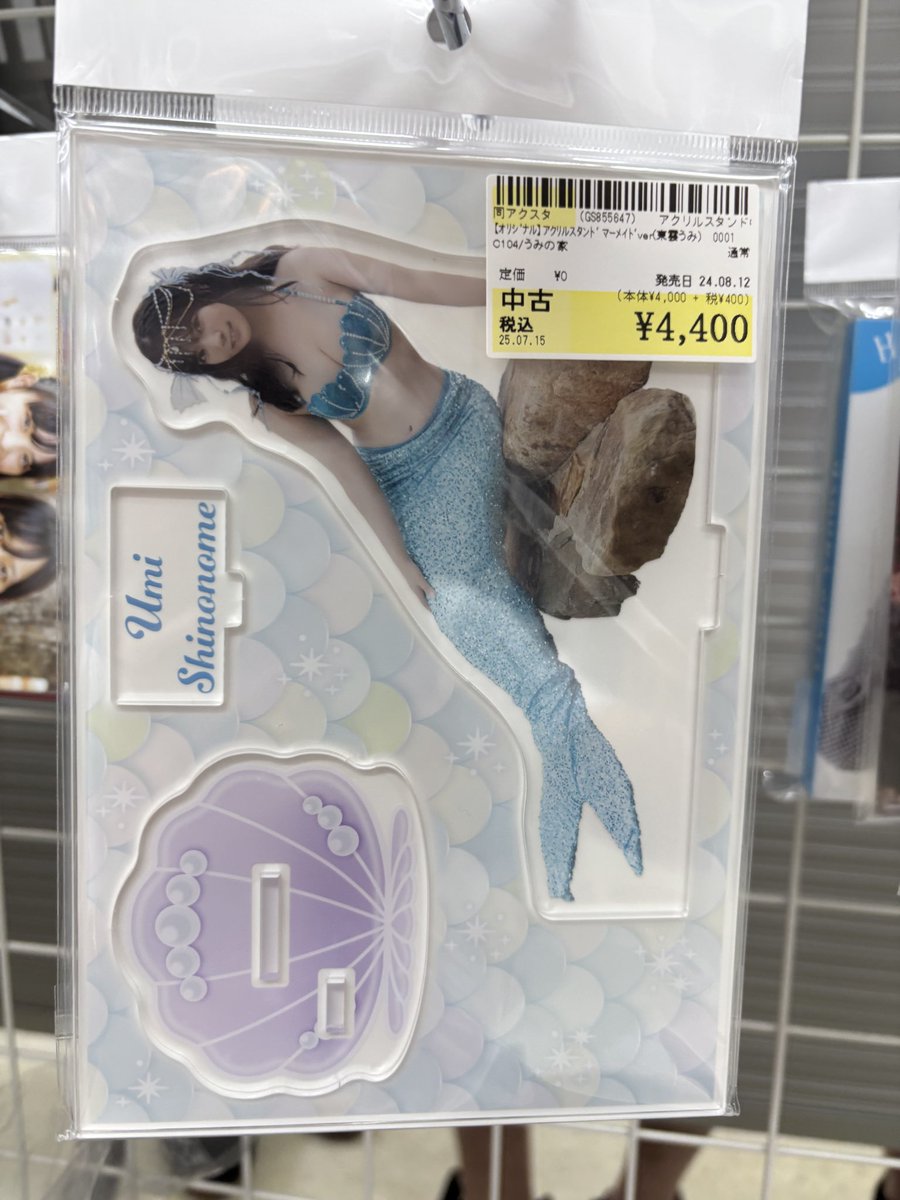 同アクスタ (GS855647) アクリルスタンド
【オリジナル】アクリルスタンド マーメイドver(東雲うみ) 0001
C104/うみの家 通常
定価 ¥0 発売日 24.08.12
中古 (本体¥4,000 + 税¥400)
税込 ¥4,400
25.07.15
Umi
Shinonome
H